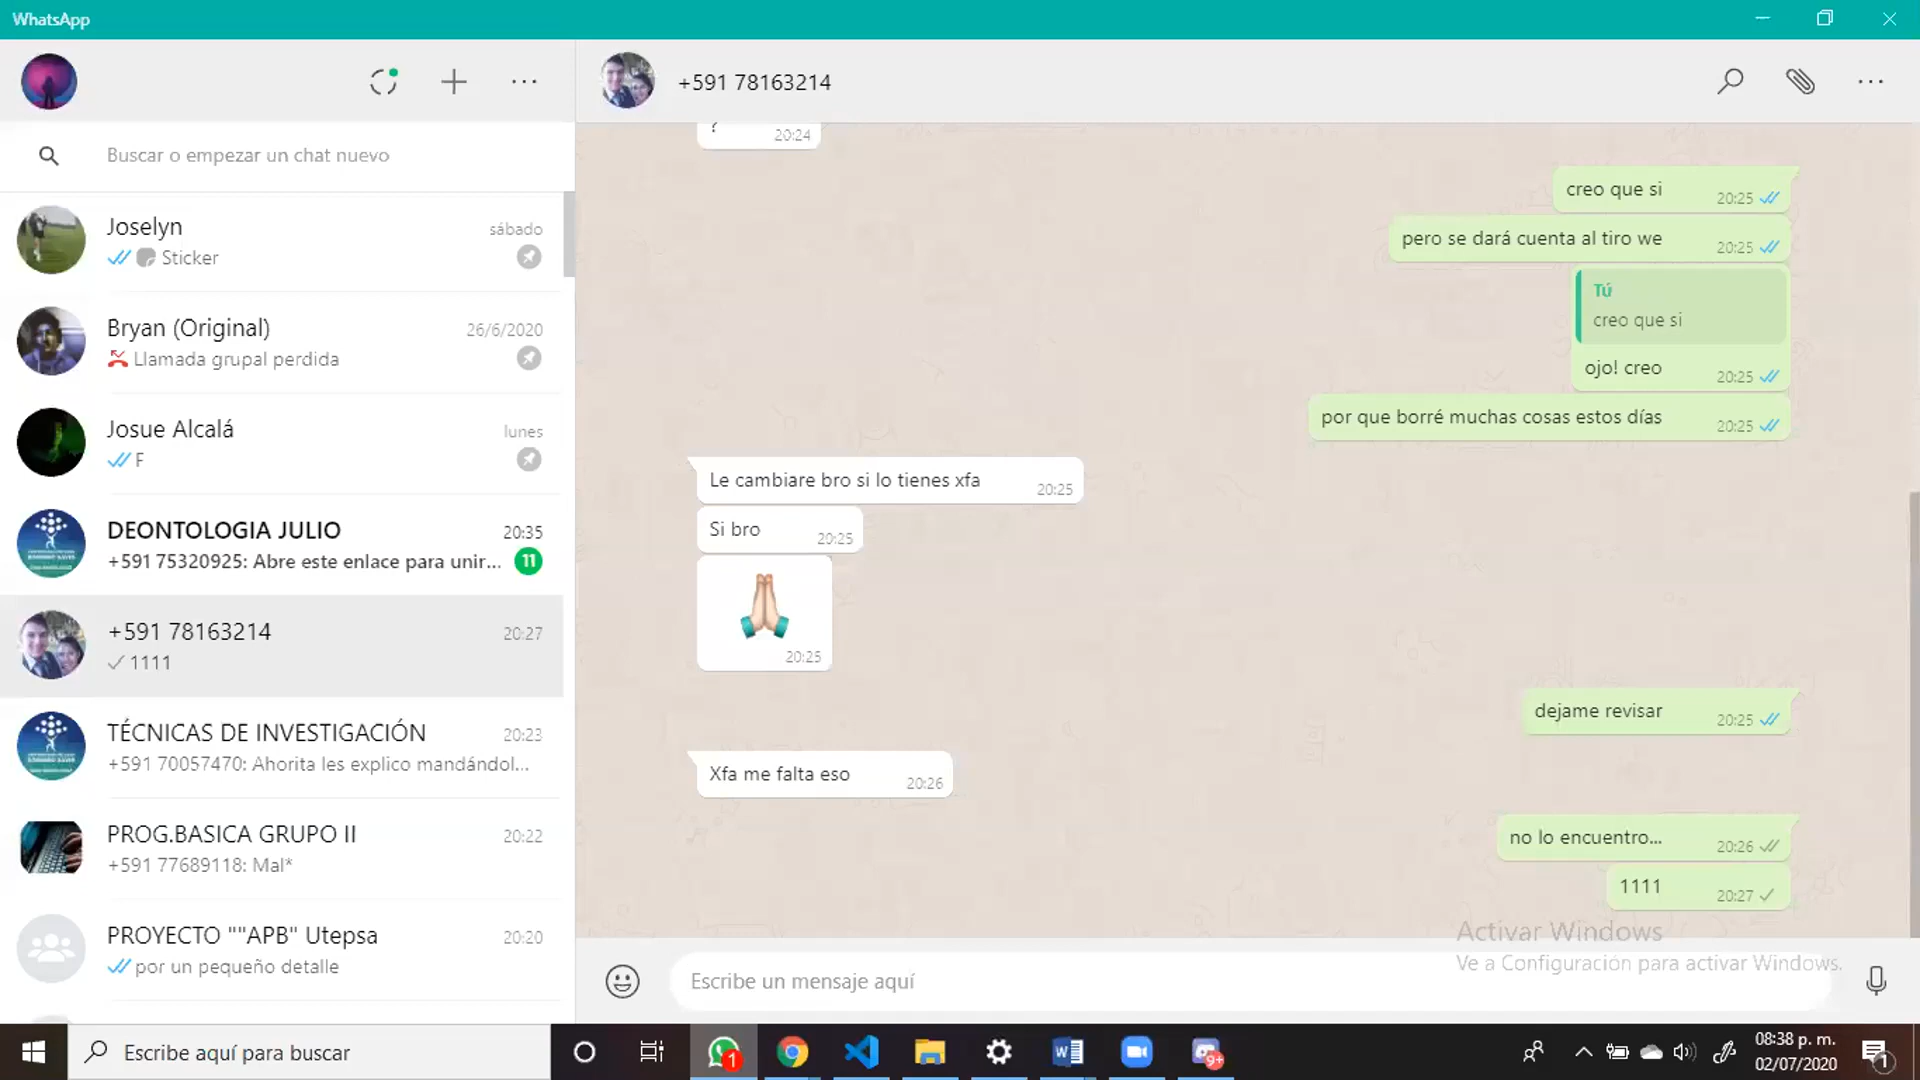 WhatsApp
+591 78163214
Buscar o empezar un chat nuevo
Joselyn
sábado
Sticker
Bryan (Original)
26/6/2020
Llamada grupal perdida
Josue Alcalá
lunes
F
DEONTOLOGIA JULIO
20:35
+591 75320925: Abre este enlace para unir...
11
+591 78163214
20:27
1111
TÉCNICAS DE INVESTIGACIÓN
20:23
+591 70057470: Ahorita les explico mandándol...
PROG.BASICA GRUPO II
20:22
+591 77689118: Mal*
PROYECTO ""APB" Utepsa
20:20
por un pequeño detalle
?
20:24
creo que si
20:25
pero se dará cuenta al tiro we
20:25
Tú
creo que si
ojo! creo
20:25
por que borré muchas cosas estos días
20:25
Le cambiare bro si lo tienes xfa
20:25
Si bro
20:25
20:25
dejame revisar
20:25
Xfa me falta eso
20:26
no lo encuentro...
20:26
1111
20:27
Activar Windows
Ve a Configuración para activar Windows.
Escribe un mensaje aquí
Escribe aquí para buscar
1
9+
08:38 p. m.
02/07/2020
1